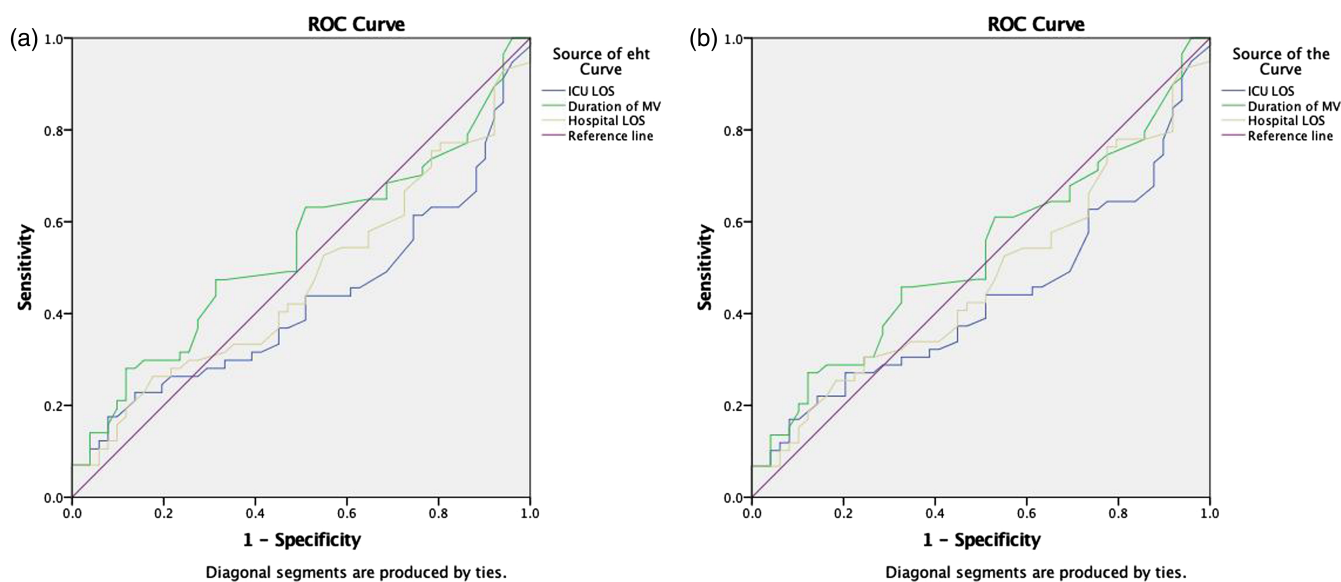 (a)
ROC Curve
1.0
0.8
0.6
0.4
0.2
0.0
Sensitivity
0.0 0.2 0.4 0.6 0.8 1.0
1 – Specificity
Diagonal segments are produced by ties.
Source of eht
Curve
ICU LOS
Duration of MV
Hospital LOS
Reference line
(b)
ROC Curve
1.0
0.8
0.6
0.4
0.2
0.0
Sensitivity
0.0 0.2 0.4 0.6 0.8 1.0
1 – Specificity
Diagonal segments are produced by ties.
Source of the
Curve
ICU LOS
Duration of MV
Hospital LOS
Reference line